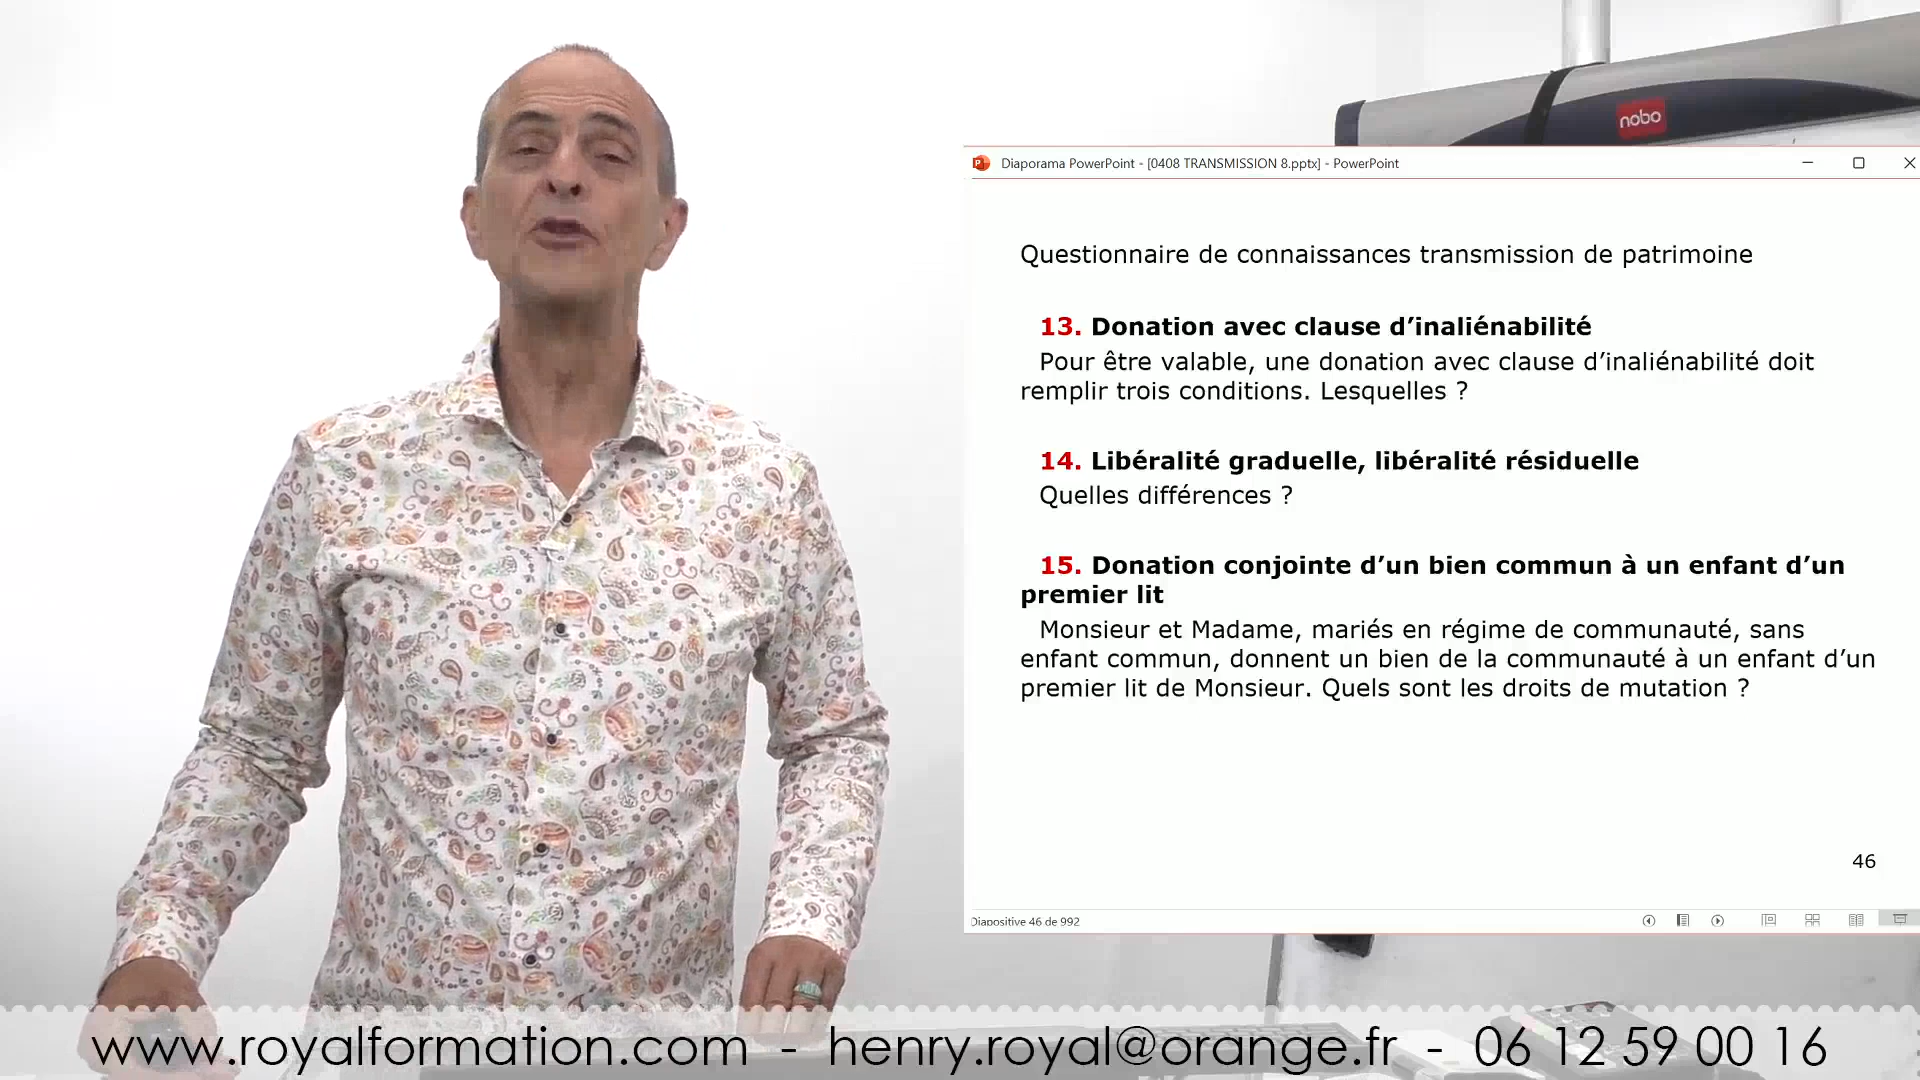 nobo
Diaporama PowerPoint - [0408 TRANSMISSION 8.pptx] - PowerPoint
Questionnaire de connaissances transmission de patrimoine
13. Donation avec clause d’inaliénabilité
Pour être valable, une donation avec clause d’inaliénabilité doit
remplir trois conditions. Lesquelles ?
14. Libéralité graduelle, libéralité résiduelle
Quelles différences ?
15. Donation conjointe d’un bien commun à un enfant d’un
premier lit
Monsieur et Madame, mariés en régime de communauté, sans
enfant commun, donnent un bien de la communauté à un enfant d’un
premier lit de Monsieur. Quels sont les droits de mutation ?
46
Diapositive 46 de 992
www.royalformation.com - henry.royal@orange.fr - 06 12 59 00 16